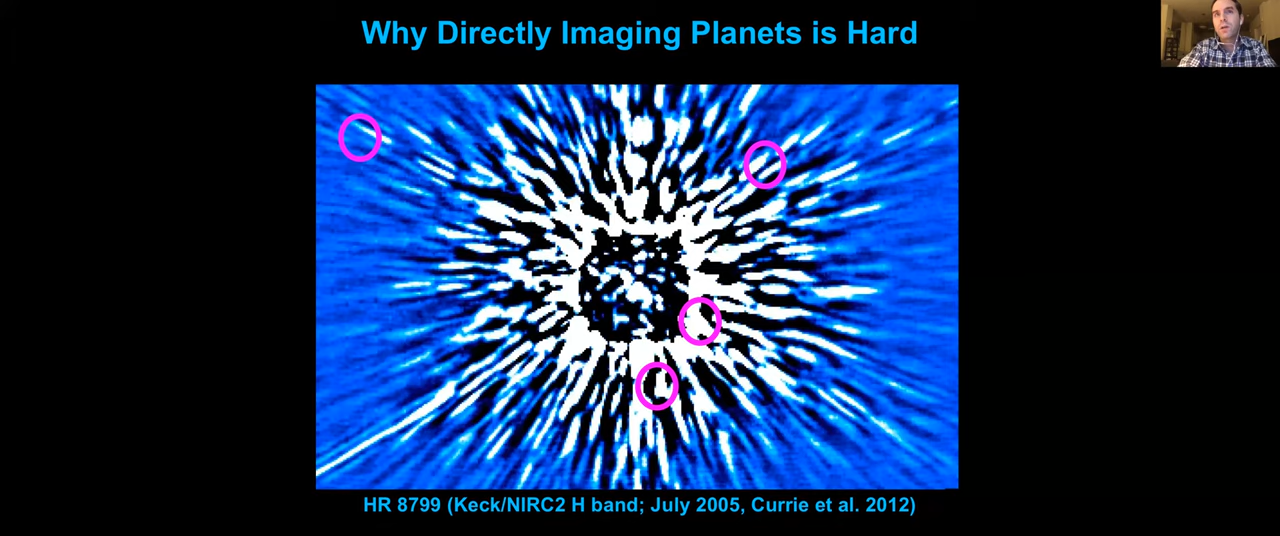 Why Directly Imaging Planets is Hard
HR 8799 (Keck/NIRC2 H band; July 2005, Currie et al. 2012)